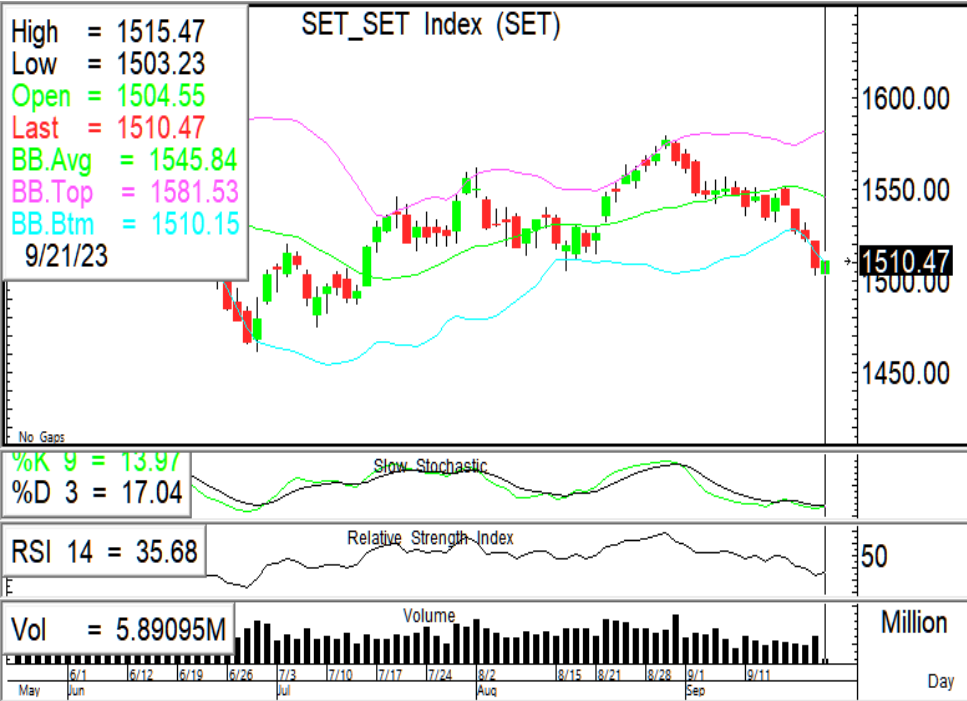 SET_SET Index (SET)
High = 1515.47
Low = 1503.23
Open = 1504.55
Last = 1510.47
BB.Avg = 1545.84
BB.Top = 1581.53
BB.Btm = 1510.15
9/21/23
1600.00
1550.00
1510.47
1500.00
1450.00
No Gaps
%K 9 = 13.97
%D 3 = 17.04
Slow Stochastic
RSI 14 = 35.68
Relative Strength Index
50
Vol = 5.89095M
Volume
Million
6/1 6/12 6/19 6/26 7/3 7/10 7/17 7/24 8/2 8/15 8/21 8/28 9/1 9/11
May Jun Jul Aug Sep
Day